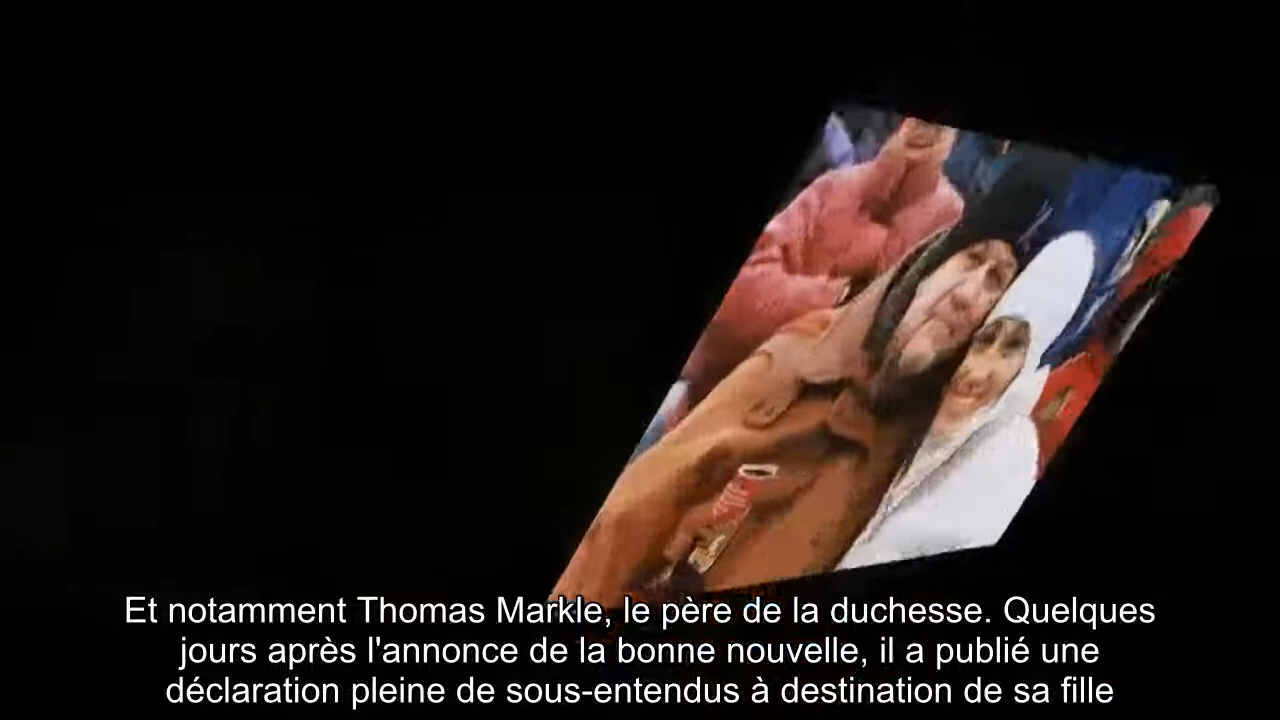 Et notamment Thomas Markle, le père de la duchesse. Quelques
jours après l'annonce de la bonne nouvelle, il a publié une
déclaration pleine de sous-entendus à destination de sa fille